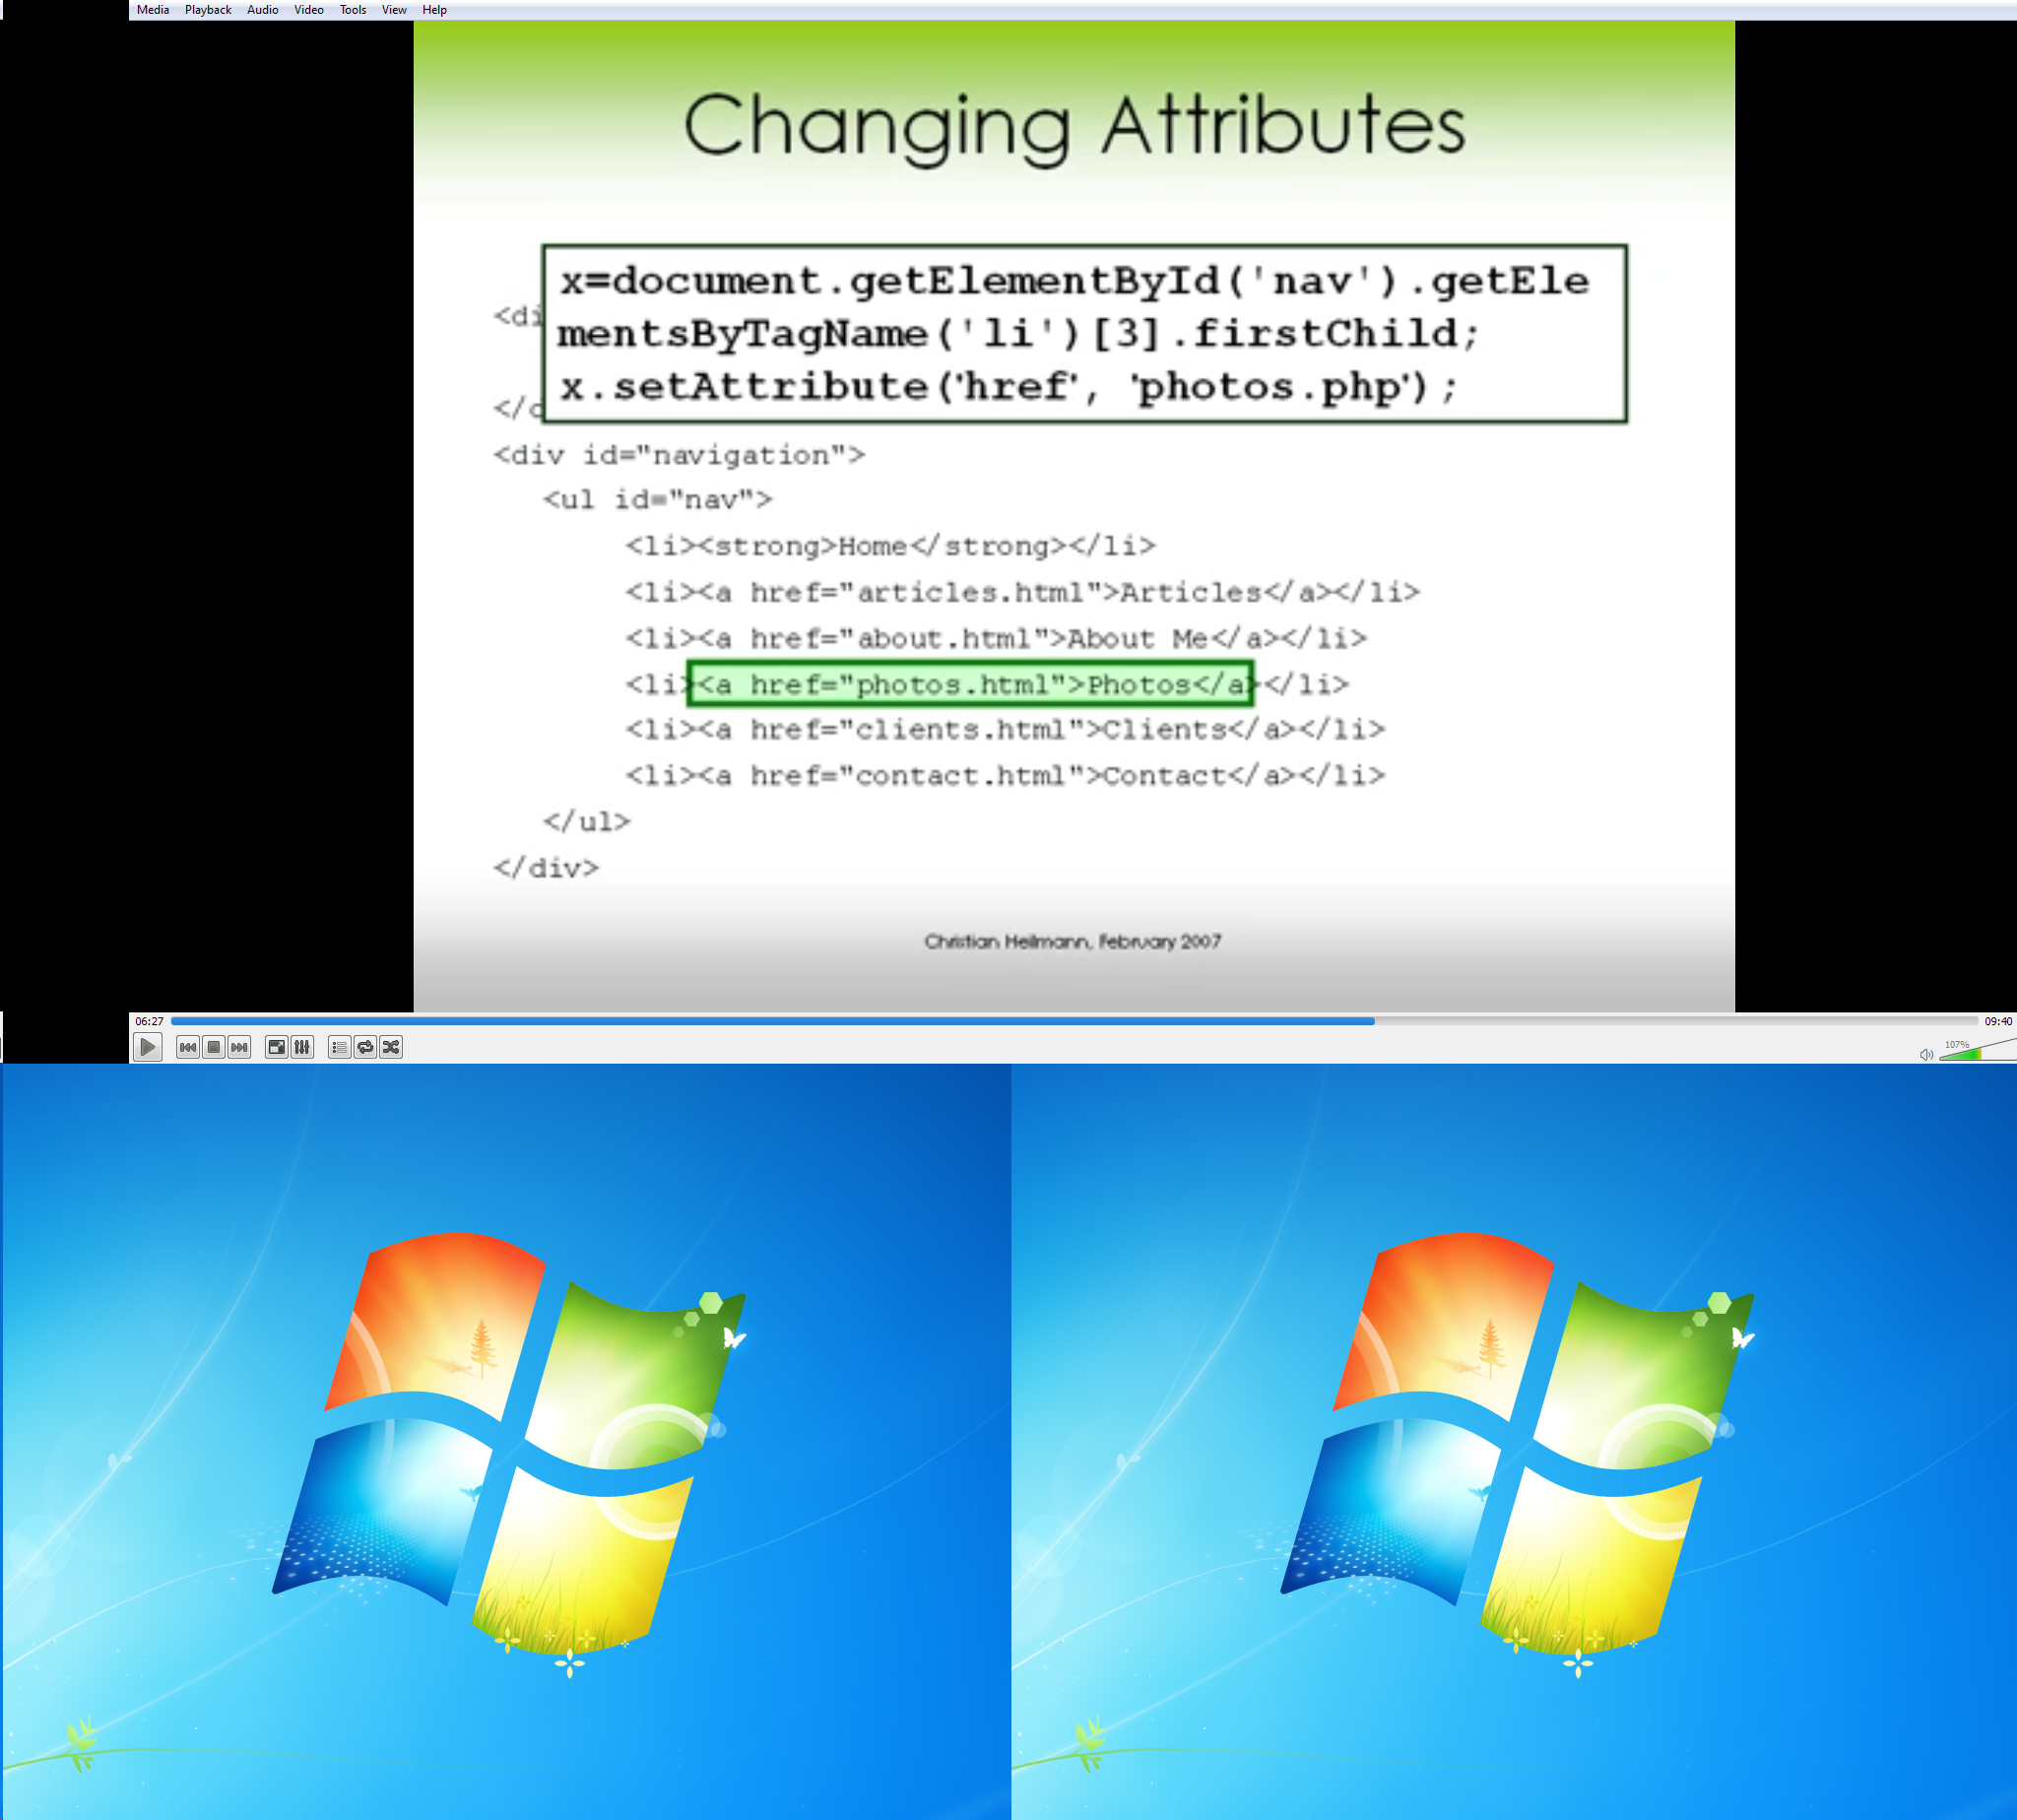 Media Playback Audio Video Tools View Help
Changing Attributes
x=document.getElementById('nav').getEle
mentsByTagName('li')[3].firstChild;
x.setAttribute('href', 'photos.php');
<di
</d
<div id="navigation">
<ul id="nav">
<li><strong>Home</strong></li>
<li><a href="articles.html">Articles</a></li>
<li><a href="about.html">About Me</a></li>
<li><a href="photos.html">Photos</a></li>
<li><a href="clients.html">Clients</a></li>
<li><a href="contact.html">Contact</a></li>
</ul>
</div>
Christian Heilmann, February 2007
06:27 09:40
107%